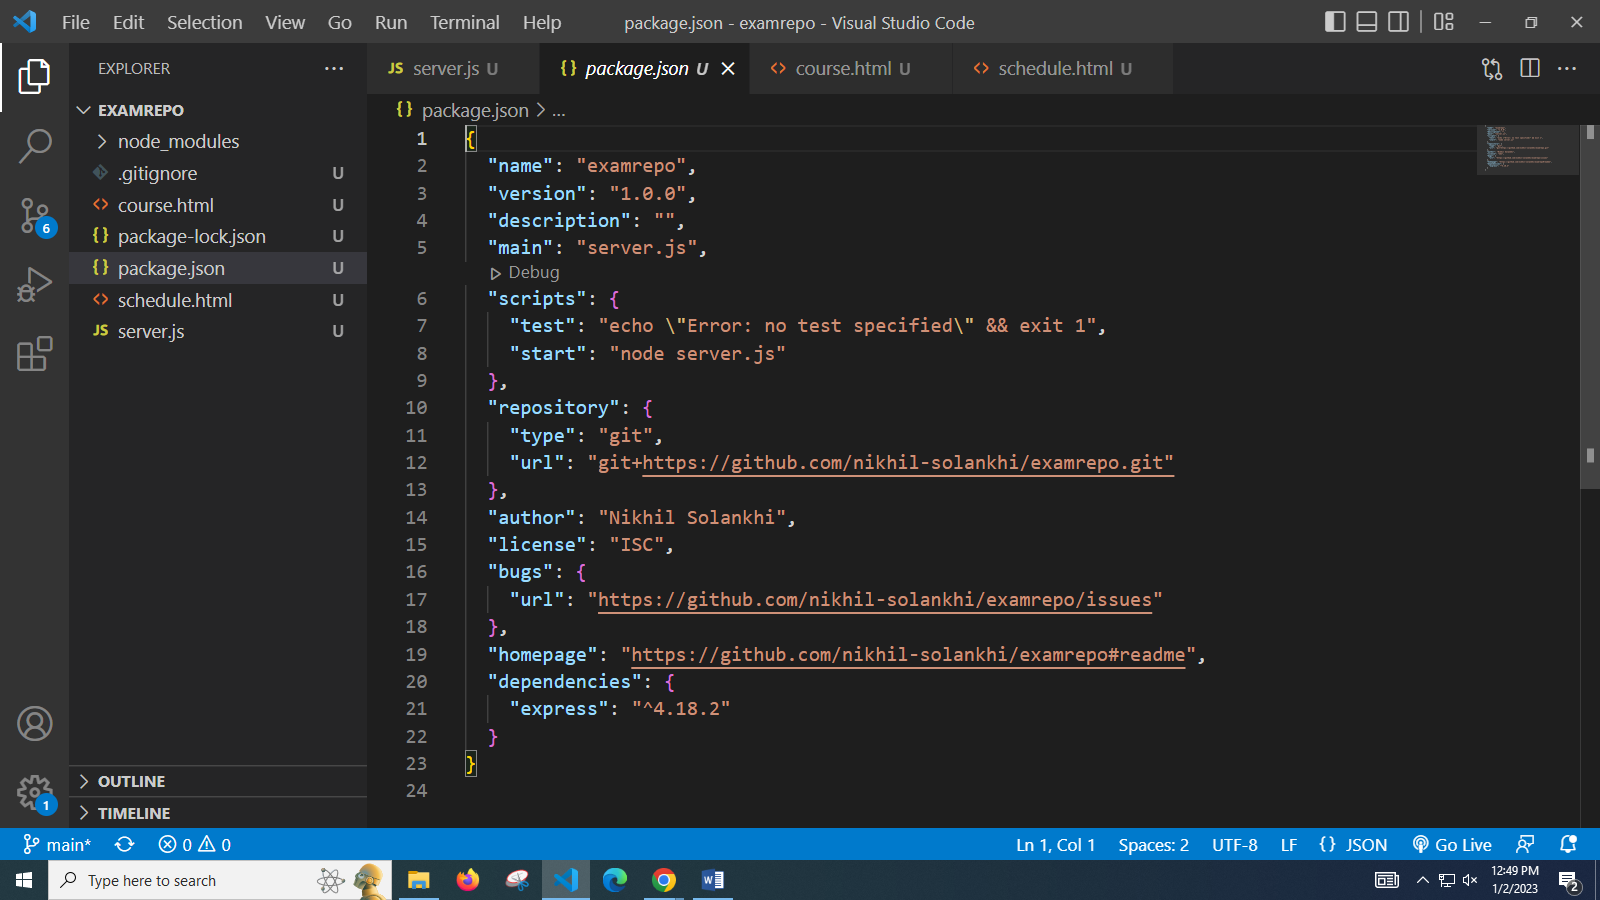 File Edit Selection View Go Run Terminal Help package.json - examrepo - Visual Studio Code
EXPLORER
JS server.js U {} package.json U course.html U schedule.html U
EXAMREPO
node_modules
.gitignore U
course.html U
{} package-lock.json U
{} package.json U
schedule.html U
JS server.js U
6
1
OUTLINE
TIMELINE
{} package.json > ...
1 {
2 "name": "examrepo",
3 "version": "1.0.0",
4 "description": "",
5 "main": "server.js",
Debug
6 "scripts": {
7 "test": "echo \"Error: no test specified\" && exit 1",
8 "start": "node server.js"
9 },
10 "repository": {
11 "type": "git",
12 "url": "git+https://github.com/nikhil-solankhi/examrepo.git"
13 },
14 "author": "Nikhil Solankhi",
15 "license": "ISC",
16 "bugs": {
17 "url": "https://github.com/nikhil-solankhi/examrepo/issues"
18 },
19 "homepage": "https://github.com/nikhil-solankhi/examrepo#readme",
20 "dependencies": {
21 "express": "^4.18.2"
22 }
23 }
24
main* 0 0 Ln 1, Col 1 Spaces: 2 UTF-8 LF {} JSON Go Live
Type here to search
12:49 PM
1/2/2023
2